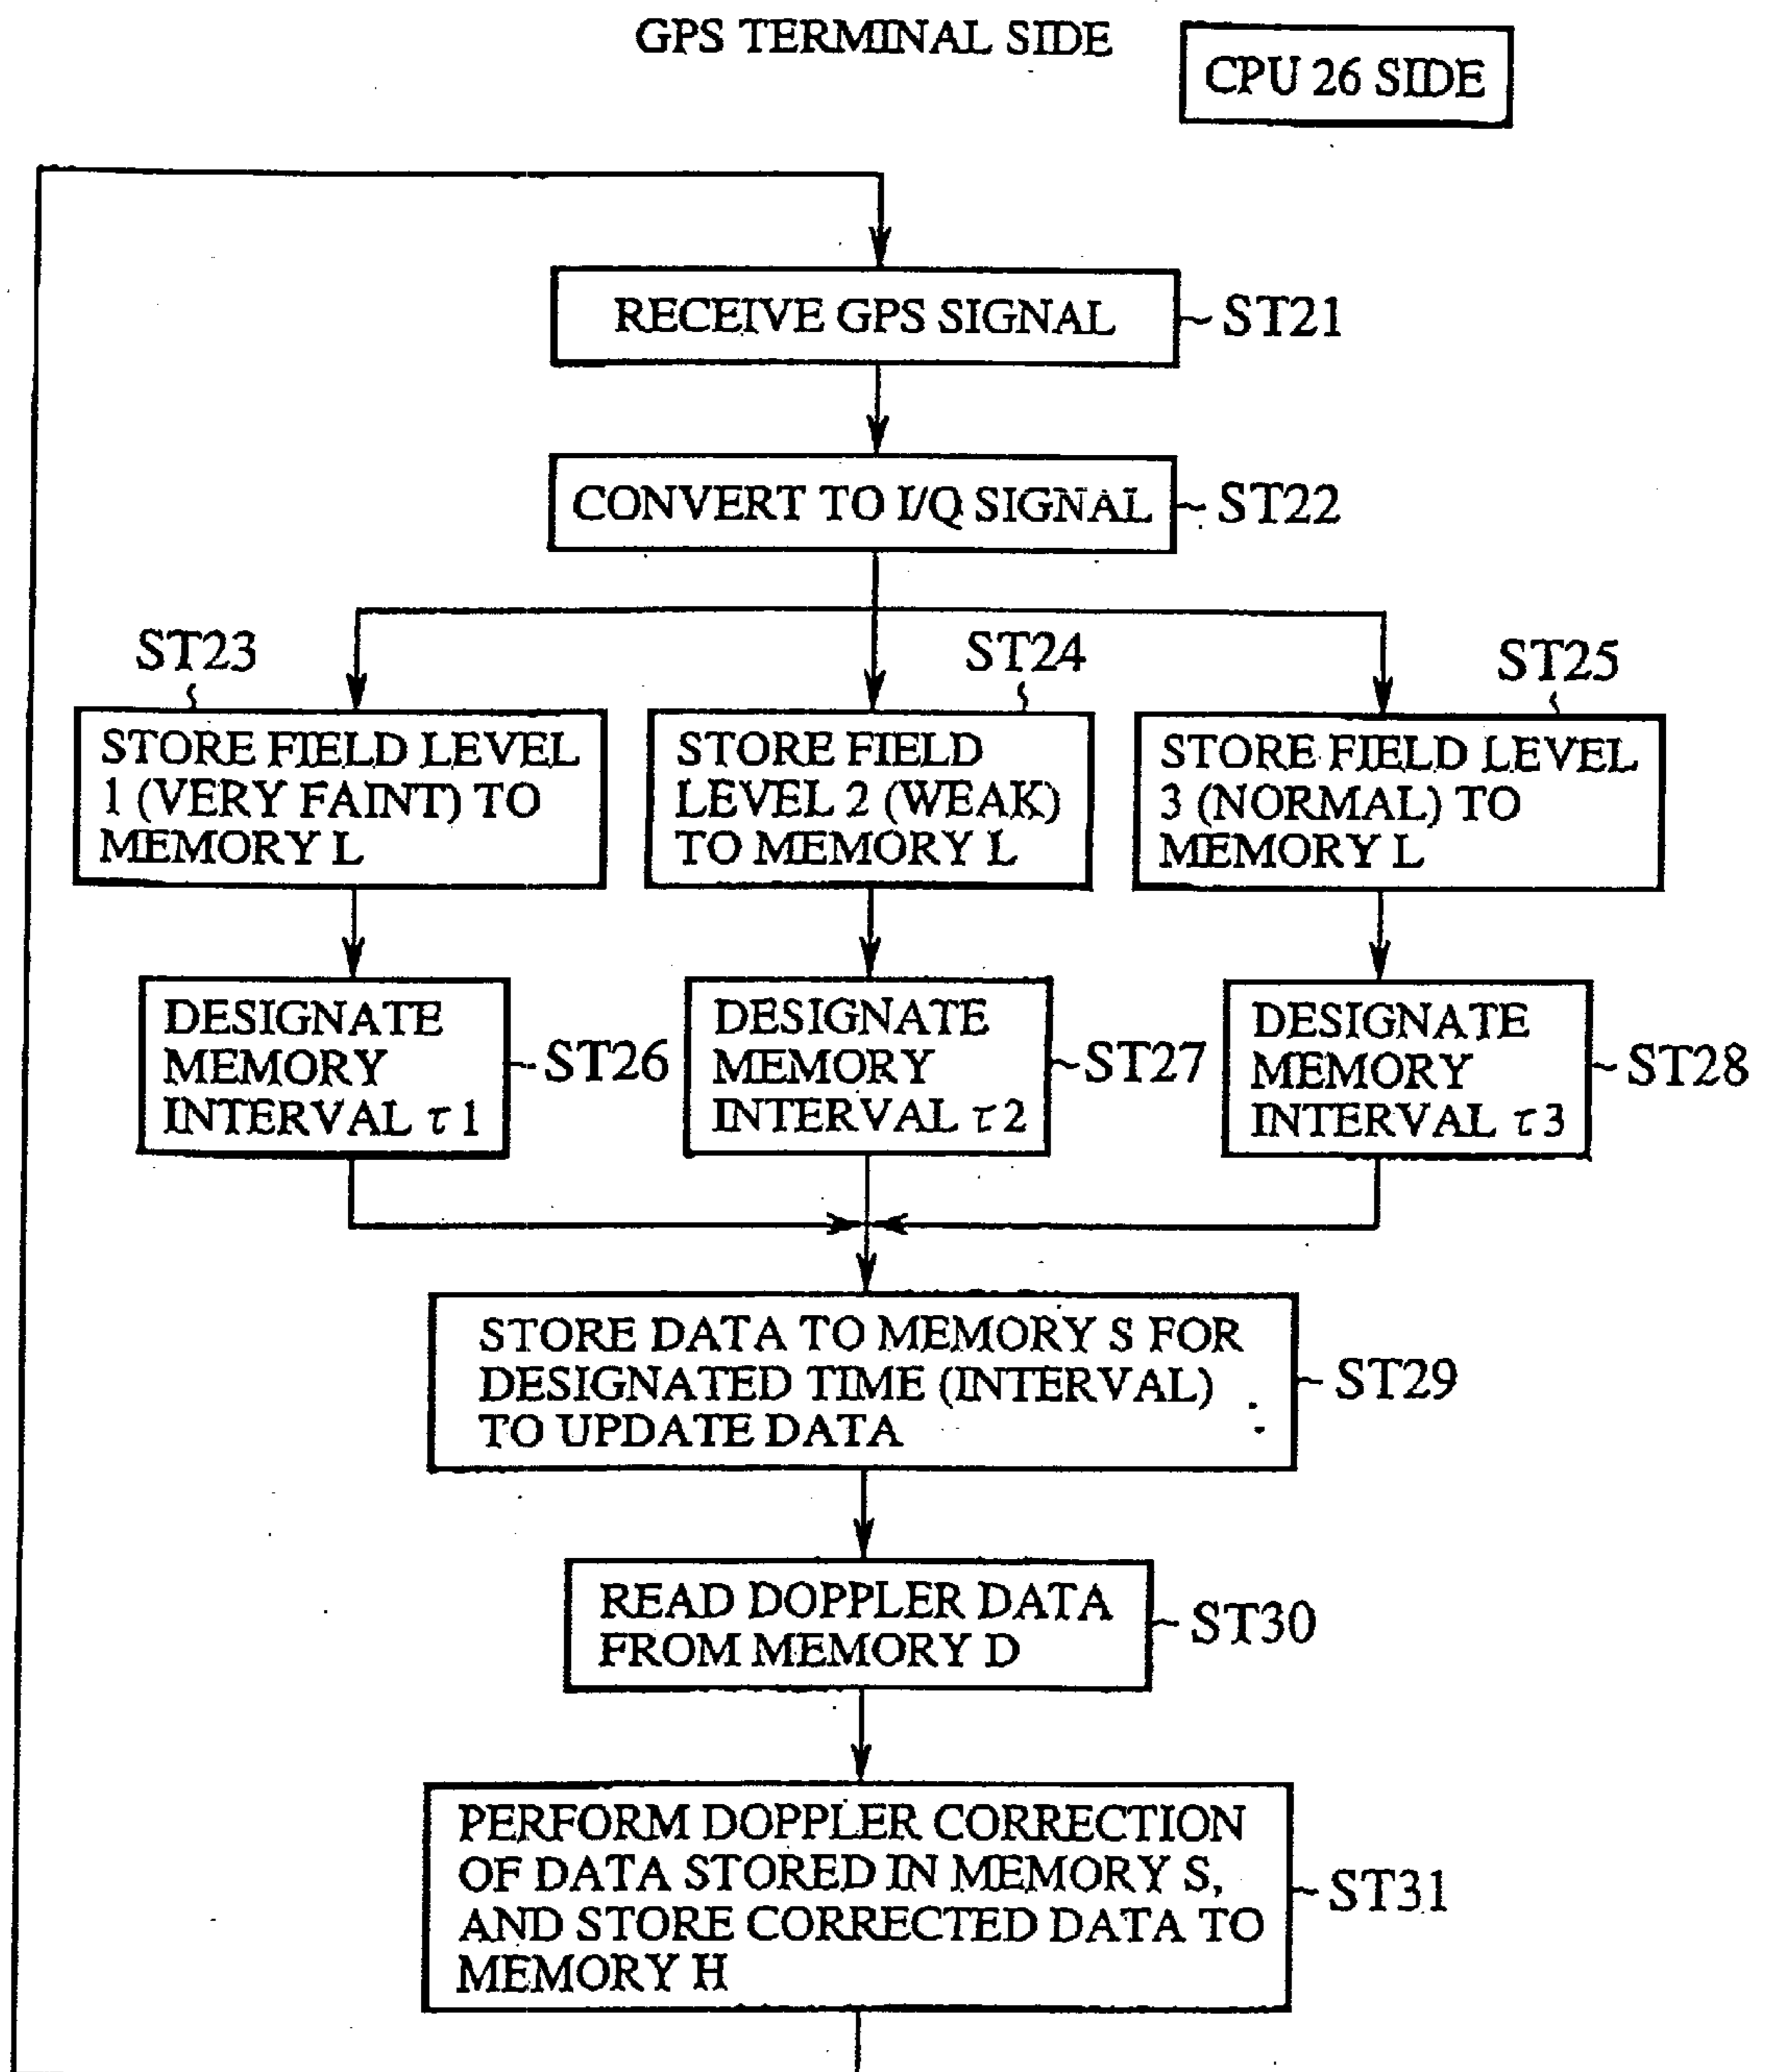 GPS TERMINAL SIDE
CPU 26 SIDE
RECEIVE GPS SIGNAL
ST21
CONVERT TO I/Q SIGNAL
ST22
ST23
ST24
ST25
STORE FIELD LEVEL
1 (VERY FAINT) TO
MEMORY L
STORE FIELD
LEVEL 2 (WEAK)
TO MEMORY L
STORE FIELD LEVEL
3 (NORMAL) TO
MEMORY L
DESIGNATE
MEMORY
INTERVAL τ1
ST26
DESIGNATE
MEMORY
INTERVAL τ2
ST27
DESIGNATE
MEMORY
INTERVAL τ3
ST28
STORE DATA TO MEMORY S FOR
DESIGNATED TIME (INTERVAL)
TO UPDATE DATA
ST29
READ DOPPLER DATA
FROM MEMORY D
ST30
PERFORM DOPPLER CORRECTION
OF DATA STORED IN MEMORY S,
AND STORE CORRECTED DATA TO
MEMORY H
ST31